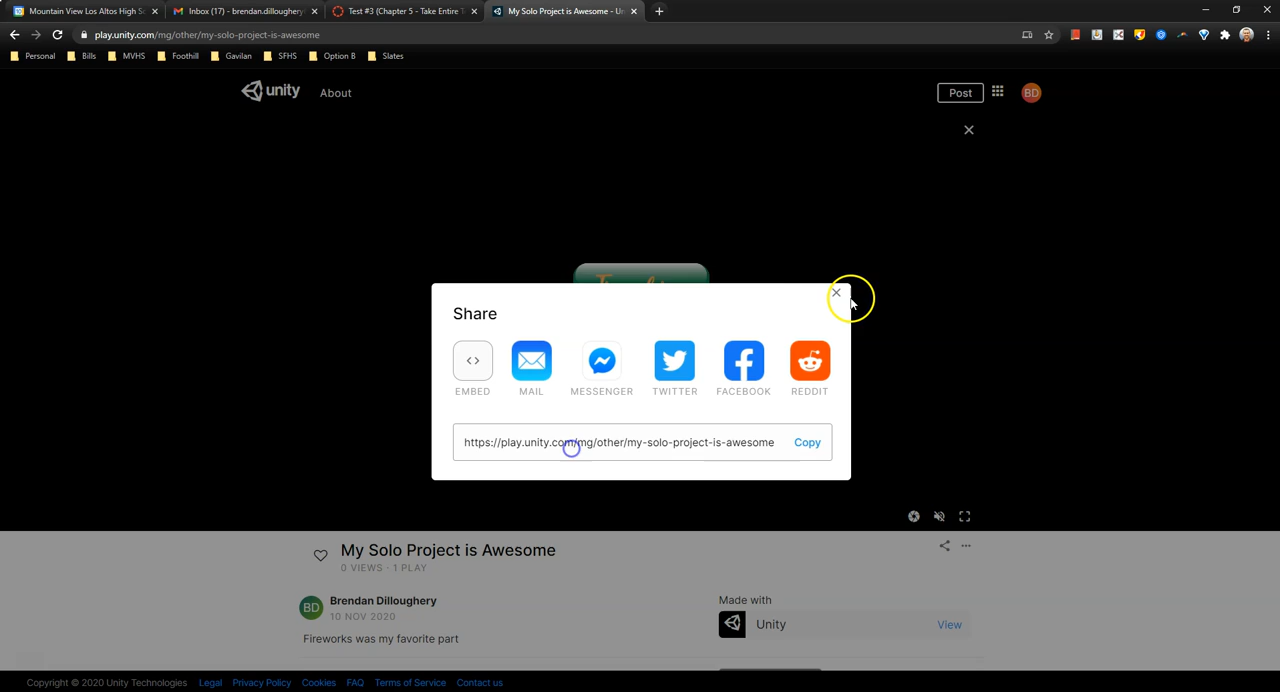 Mountain View Los Altos High Sc
Inbox (17) - brendan.dilloughery
Test #3 (Chapter 5 - Take Entire T
My Solo Project is Awesome - Un
play.unity.com/mg/other/my-solo-project-is-awesome
Personal
Bills
MVHS
Foothill
Gavilan
SFHS
Option B
Slates
unity
About
Post
BD
Share
EMBED
MAIL
MESSENGER
TWITTER
FACEBOOK
REDDIT
https://play.unity.com/mg/other/my-solo-project-is-awesome
Copy
My Solo Project is Awesome
0 VIEWS · 1 PLAY
BD
Brendan Dilloughery
10 NOV 2020
Fireworks was my favorite part
Made with
Unity
View
Copyright © 2020 Unity Technologies
Legal
Privacy Policy
Cookies
FAQ
Terms of Service
Contact us